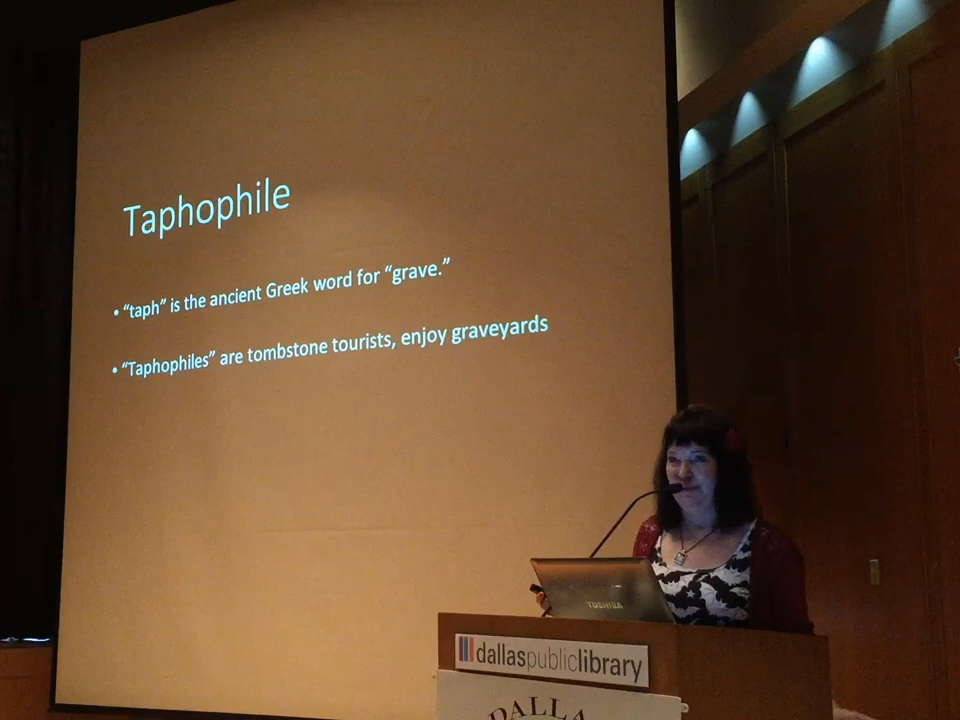 Taphophile
• “taph” is the ancient Greek word for “grave.”
• “Taphophiles” are tombstone tourists, enjoy graveyards
TOSHIBA
dallaspubliclibrary